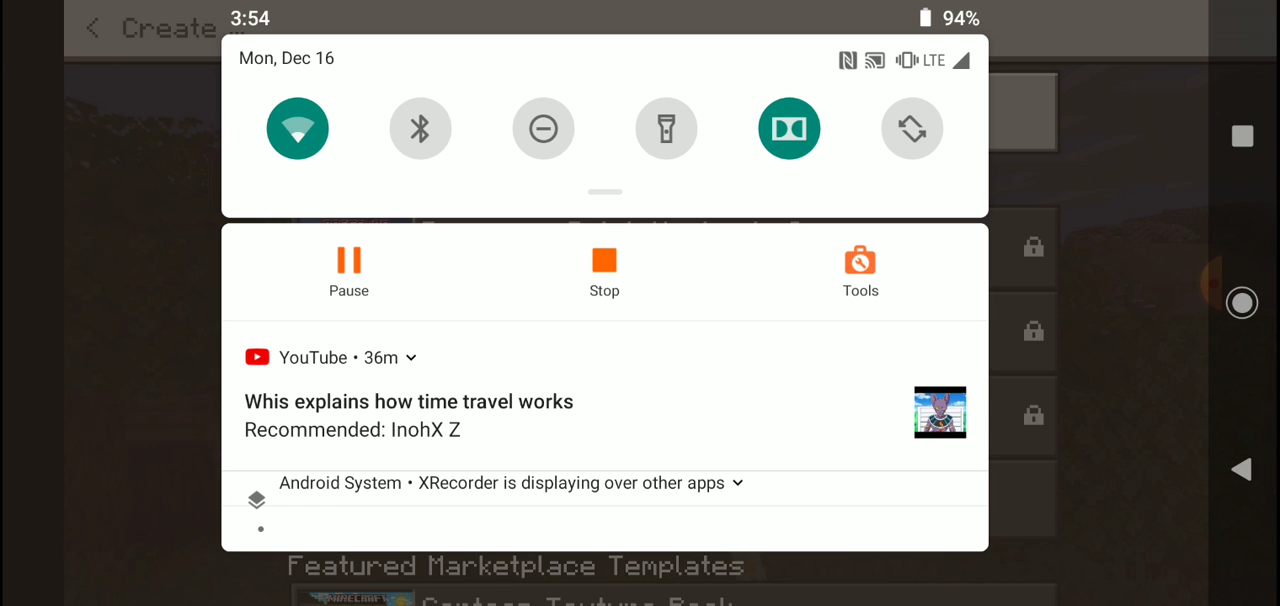 3:54
94%
Create
Mon, Dec 16
LTE
Pause
Stop
Tools
YouTube • 36m
Whis explains how time travel works
Recommended: InohX Z
Android System • XRecorder is displaying over other apps
Featured Marketplace Templates
MINECRAFT